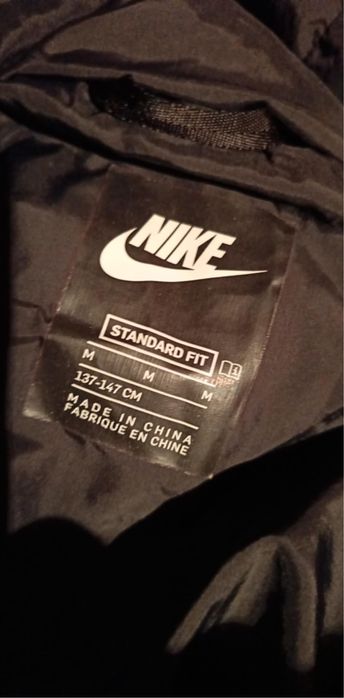 NIKE
STANDARD FIT
M M M
137-147 CM
MADE IN CHINA
FABRIQUE EN CHINE